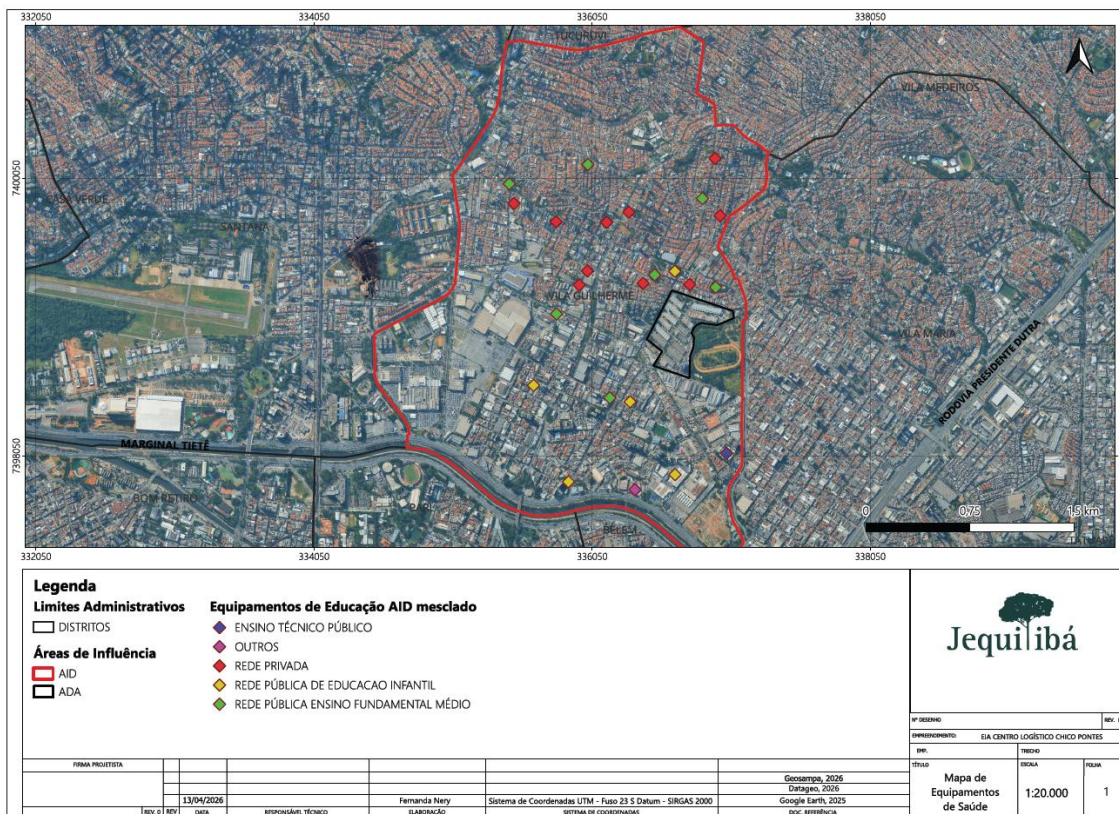 332050 334050 336050 338050
TUCURUVI
VILA MEDEIROS
7400050
CASA VERDE
SANTANA
VILA GUILHERME
VILA MARIA
RODOVIA PRESIDENTE DUTRA
7398050
MARGINAL TIETÊ
BOM RETIRO
PARI
BELEM
0 0,75 1,5 km
332050 334050 336050 338050
Legenda
Limites Administrativos
DISTRITOS
Áreas de Influência
AID
ADA
Equipamentos de Educação AID mesclado
ENSINO TÉCNICO PÚBLICO
OUTROS
REDE PRIVADA
REDE PÚBLICA DE EDUCACAO INFANTIL
REDE PÚBLICA ENSINO FUNDAMENTAL MÉDIO
Jequitibá
Nº DESENHO REV.
EMPREENDIMENTO: EIA CENTRO LOGÍSTICO CHICO PONTES
EMP. TRECHO
TÍTULO ESCALA FOLHA
Mapa de
Equipamentos
de Saúde
1:20.000 1
FIRMA PROJETISTA
Geosampa, 2026
Datageo, 2026
13/04/2026 Fernanda Nery Sistema de Coordenadas UTM - Fuso 23 S Datum - SIRGAS 2000 Google Earth, 2025
REV. 0 REV DATA RESPONSÁVEL TÉCNICO ELABORAÇÃO SISTEMA DE COORDENADAS DOC. REFERÊNCIA